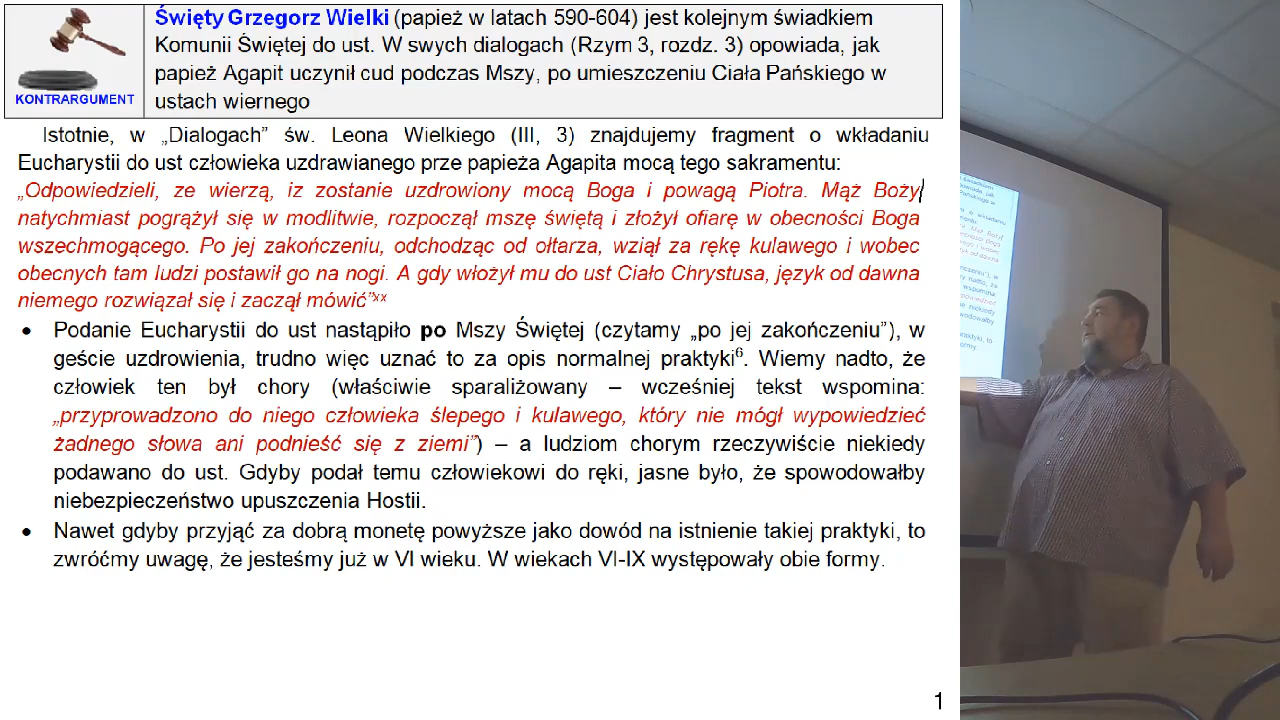 Święty Grzegorz Wielki (papież w latach 590-604) jest kolejnym świadkiem
Komunii Świętej do ust. W swych dialogach (Rzym 3, rozdz. 3) opowiada, jak
papież Agapit uczynił cud podczas Mszy, po umieszczeniu Ciała Pańskiego w
ustach wiernego
KONTRARGUMENT
Istotnie, w „Dialogach” św. Leona Wielkiego (III, 3) znajdujemy fragment o wkładaniu
Eucharystii do ust człowieka uzdrawianego prze papieża Agapita mocą tego sakramentu:
„Odpowiedzieli, ze wierzą, iz zostanie uzdrowiony mocą Boga i powagą Piotra. Mąż Boży
natychmiast pogrążył się w modlitwie, rozpoczął mszę świętą i złożył ofiarę w obecności Boga
wszechmogącego. Po jej zakończeniu, odchodząc od ołtarza, wziął za rękę kulawego i wobec
obecnych tam ludzi postawił go na nogi. A gdy włożył mu do ust Ciało Chrystusa, język od dawna
niemego rozwiązał się i zaczął mówić”xx
• Podanie Eucharystii do ust nastąpiło po Mszy Świętej (czytamy „po jej zakończeniu”), w
geście uzdrowienia, trudno więc uznać to za opis normalnej praktyki6. Wiemy nadto, że
człowiek ten był chory (właściwie sparaliżowany – wcześniej tekst wspomina:
„przyprowadzono do niego człowieka ślepego i kulawego, który nie mógł wypowiedzieć
żadnego słowa ani podnieść się z ziemi”) – a ludziom chorym rzeczywiście niekiedy
podawano do ust. Gdyby podał temu człowiekowi do ręki, jasne było, że spowodowałby
niebezpieczeństwo upuszczenia Hostii.
• Nawet gdyby przyjąć za dobrą monetę powyższe jako dowód na istnienie takiej praktyki, to
zwróćmy uwagę, że jesteśmy już w VI wieku. W wiekach VI-IX występowały obie formy.
1